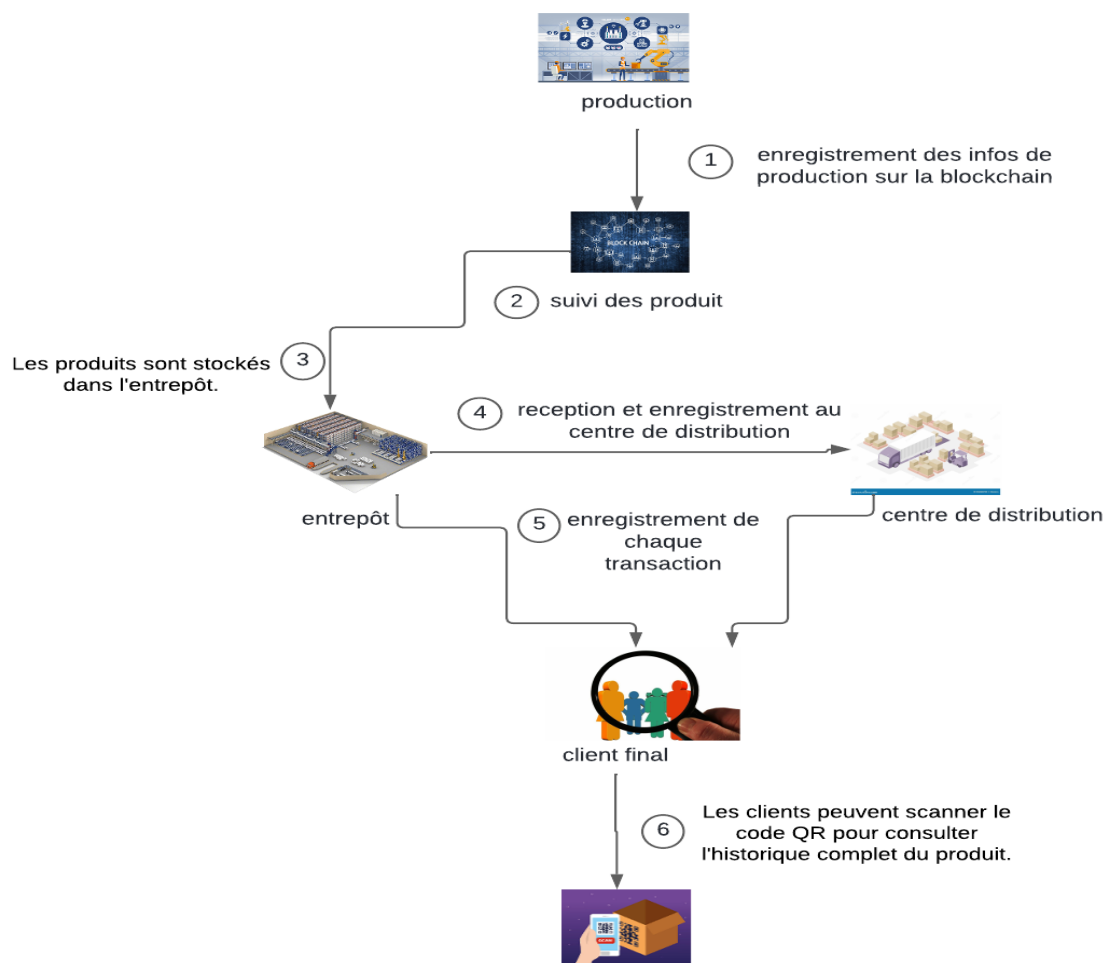 production
1
enregistrement des infos de
production sur la blockchain
BLOCK CHAIN
2
suivi des produit
3
Les produits sont stockés
dans l'entrepôt.
4
reception et enregistrement au
centre de distribution
entrepôt
5
enregistrement de
chaque
transaction
centre de distribution
client final
6
Les clients peuvent scanner le
code QR pour consulter
l'historique complet du produit.